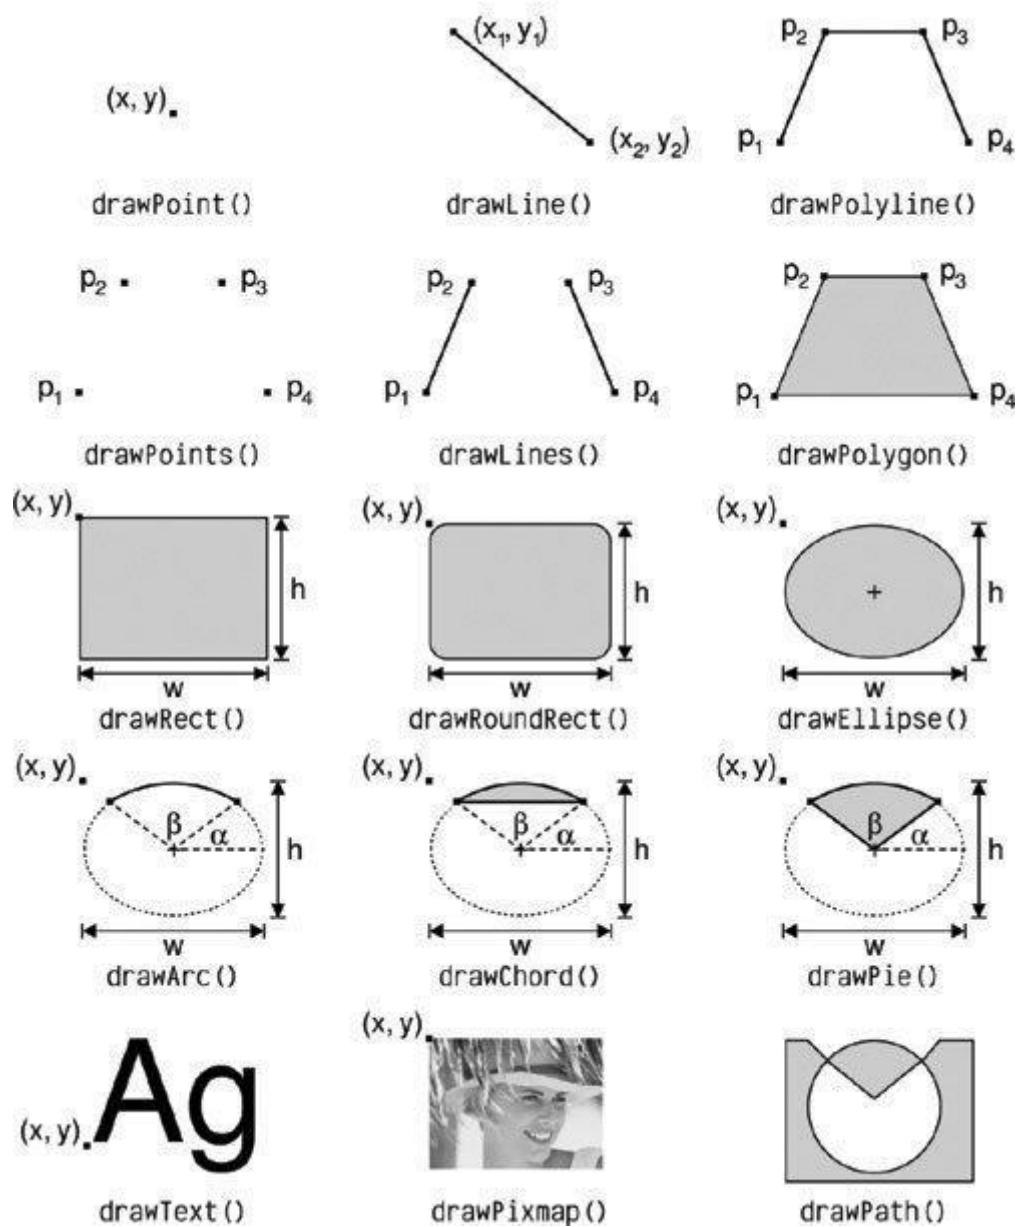 (x, y)
drawPoint()
(x₁, y₁)
(x₂, y₂)
drawLine()
p₂ p₃
p₁ p₄
drawPolyline()
p₂ p₃
p₁ p₄
drawPoints()
p₂ p₃
p₁ p₄
drawLines()
p₂ p₃
p₁ p₄
drawPolygon()
(x, y)
h
w
drawRect()
(x, y)
h
w
drawRoundRect()
(x, y)
h
w
drawEllipse()
(x, y)
β α h
w
drawArc()
(x, y)
β α h
w
drawChord()
(x, y)
β α h
w
drawPie()
Ag
(x, y)
drawText()
(x, y)
drawPixmap()
drawPath()